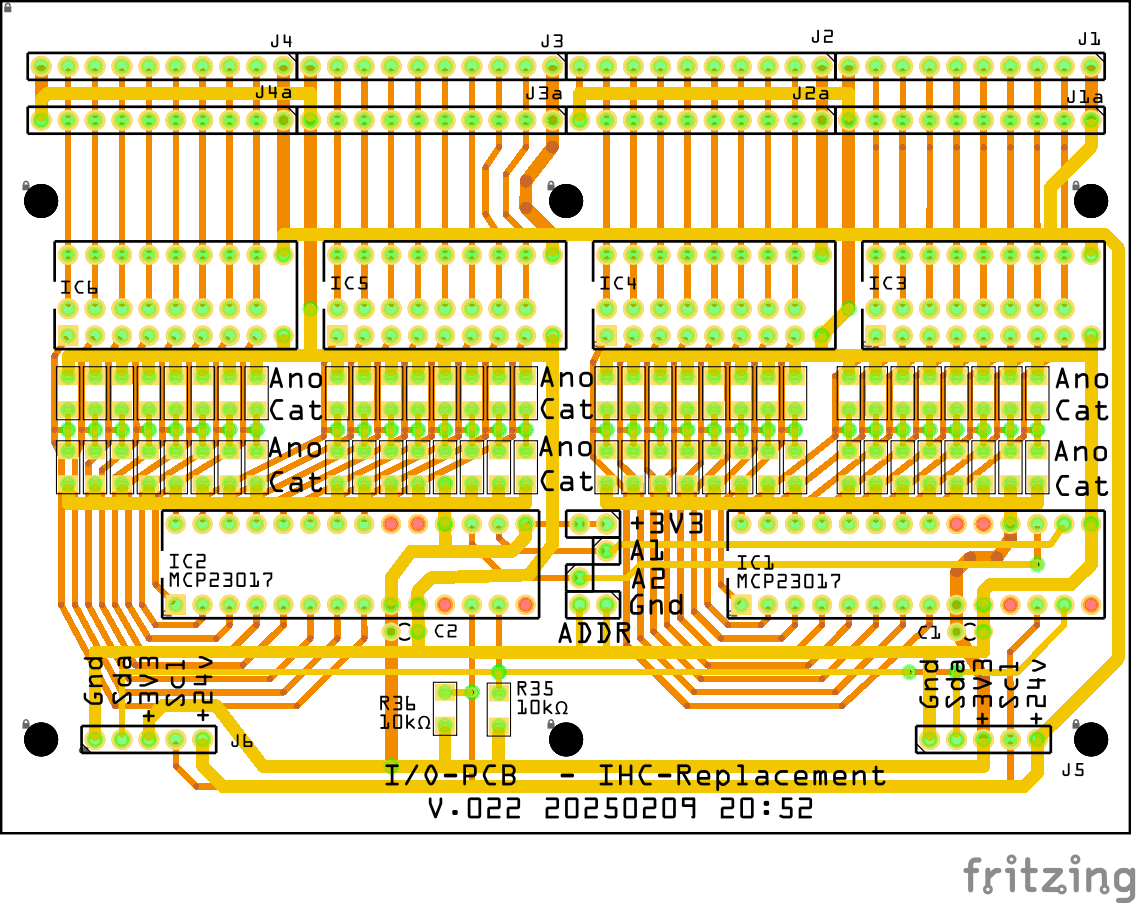 J4 J3 J2 J1
J4a J3a J2a J1a
IC6 IC5 IC4 IC3
Ano Ano Ano
Cat Cat Cat
Ano Ano Ano
Cat Cat Cat
+3V3
A1
A2
Gnd
ADDR
IC2
MCP23017
IC1
MCP23017
C2
C1
Gnd
Sda
+3V3
Scl
+24v
J6
R36
10kΩ
R35
10kΩ
Gnd
Sda
+3V3
Scl
+24v
J5
I/O-PCB - IHC-Replacement
V.022 20250209 20:52
fritzing